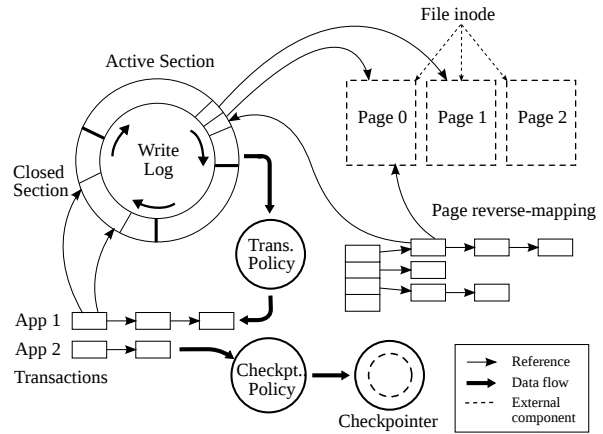 File inode
Active Section
Page 0
Page 1
Page 2
Write
Log
Closed
Section
Page reverse-mapping
Trans.
Policy
App 1
App 2
Transactions
Checkpt..
Policy
Checkpointer
Reference
Data flow
External
component